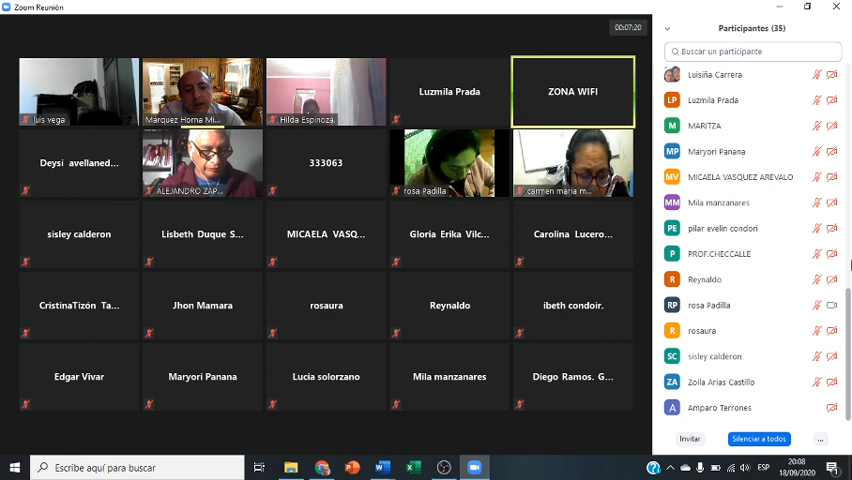 Zoom Reunión
00:07:20
Participantes (35)
Buscar un participante
luis vega
Márquez Horna Mi...
Hilda Espinoza.
Luzmila Prada
ZONA WIFI
Deysi avellaned...
ALEJANDRO ZAP...
333063
rosa Padilla
carmen maria m...
sisley calderon
Lisbeth Duque S...
MICAELA VASQ...
Gloria Erika Vilc...
Carolina Lucero...
CristinaTizón Ta...
Jhon Mamara
rosaura
Reynaldo
ibeth condoir.
Edgar Vivar
Maryori Panana
Lucia solorzano
Mila manzanares
Diego Ramos. G...
Luisiña Carrera
LP Luzmila Prada
M MARITZA
MP Maryori Panana
MV MICAELA VASQUEZ AREVALO
MM Mila manzanares
PE pilar evelin condori
P PROF.CHECCALLE
R Reynaldo
RP rosa Padilla
R rosaura
SC sisley calderon
ZA Zoila Arias Castillo
A Amparo Terrones
Invitar
Silenciar a todos
...
Escribe aquí para buscar
ESP
20:08
18/09/2020